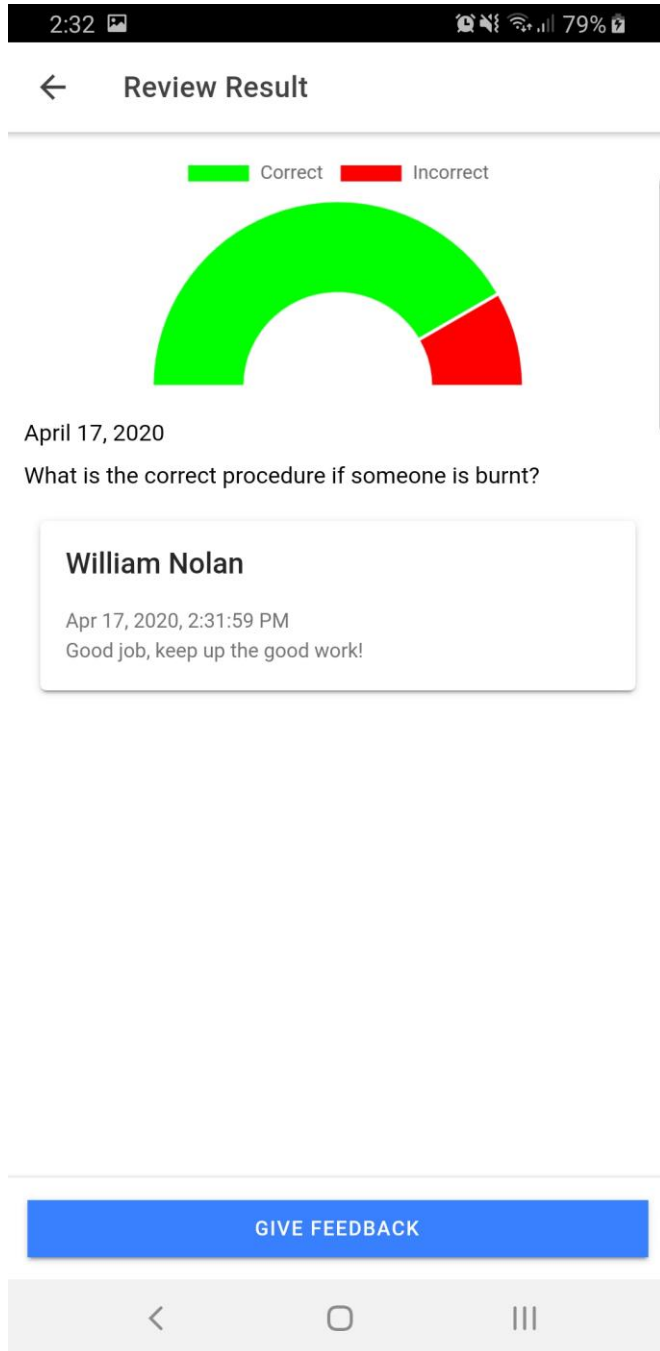 2:32 79%
Review Result
Correct Incorrect
April 17, 2020
What is the correct procedure if someone is burnt?
William Nolan
Apr 17, 2020, 2:31:59 PM
Good job, keep up the good work!
GIVE FEEDBACK